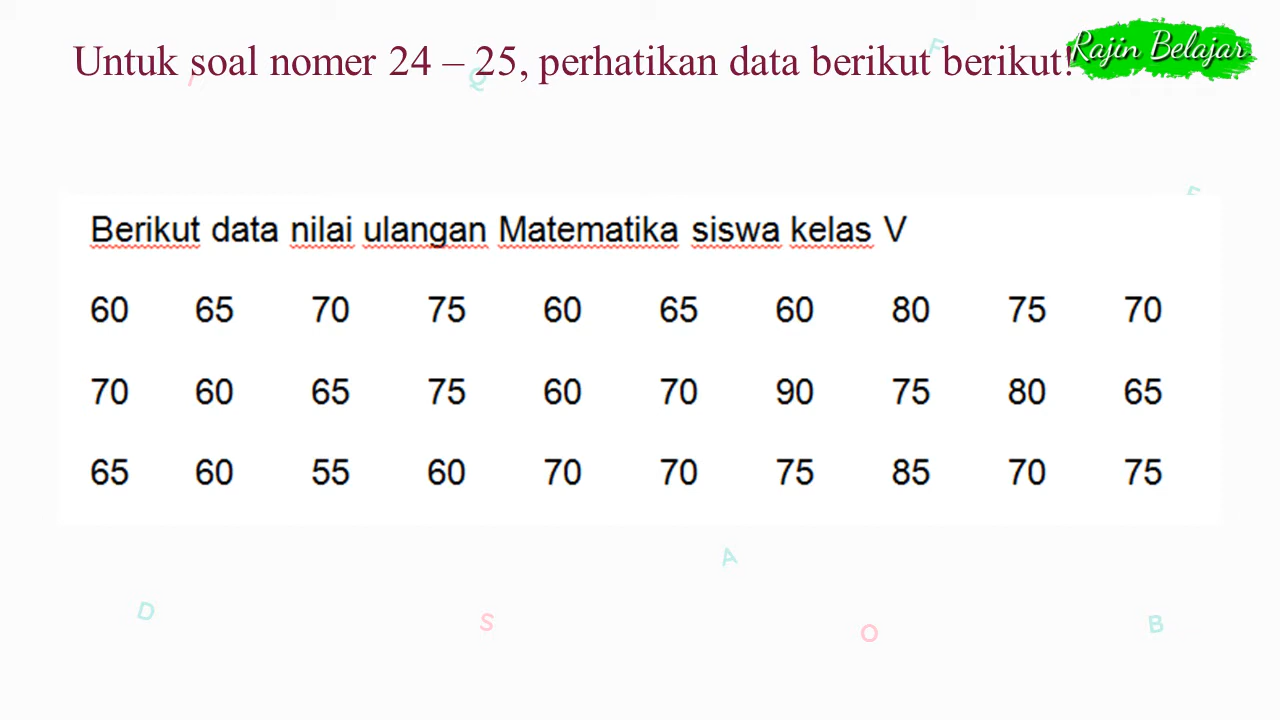 Untuk soal nomer 24 – 25, perhatikan data berikut berikut!
Rajin Belajar
Berikut data nilai ulangan Matematika siswa kelas V
60 65 70 75 60 65 60 80 75 70
70 60 65 75 60 70 90 75 80 65
65 60 55 60 70 70 75 85 70 75
F
Q
A
D
S
O
B